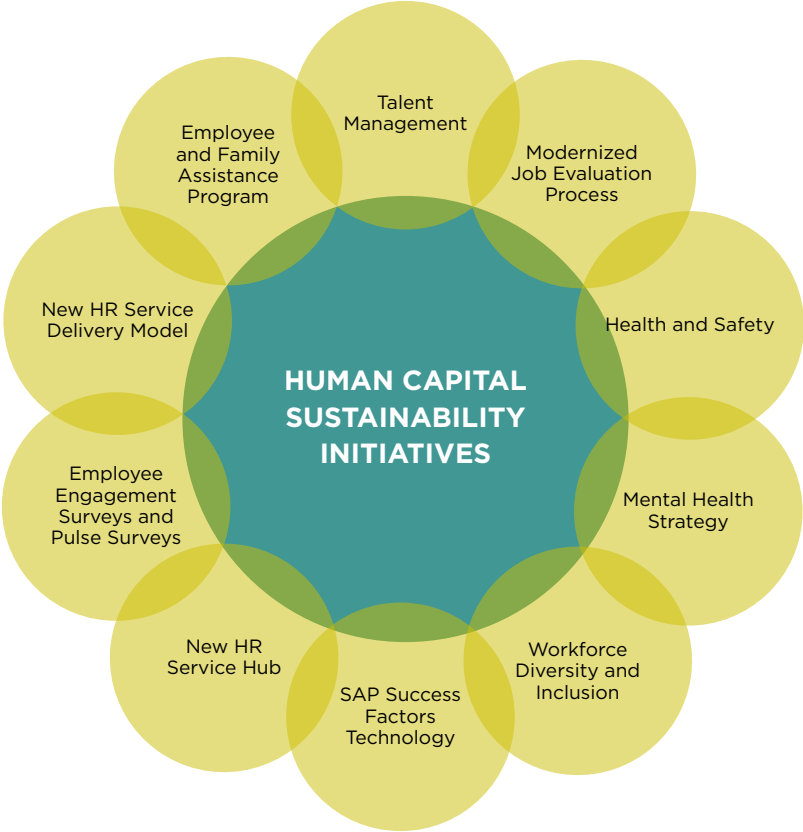 Talent
Management
Modernized
Job Evaluation
Process
Health and Safety
Mental Health
Strategy
Workforce
Diversity and
Inclusion
SAP Success
Factors
Technology
New HR
Service Hub
Employee
Engagement
Surveys and
Pulse Surveys
New HR Service
Delivery Model
Employee
and Family
Assistance
Program
HUMAN CAPITAL
SUSTAINABILITY
INITIATIVES